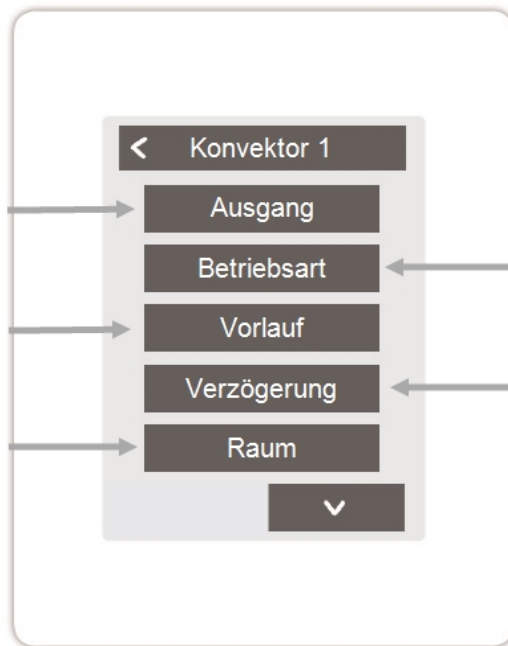 Konvektor 1
Ausgang
Betriebsart
Vorlauf
Verzögerung
Raum